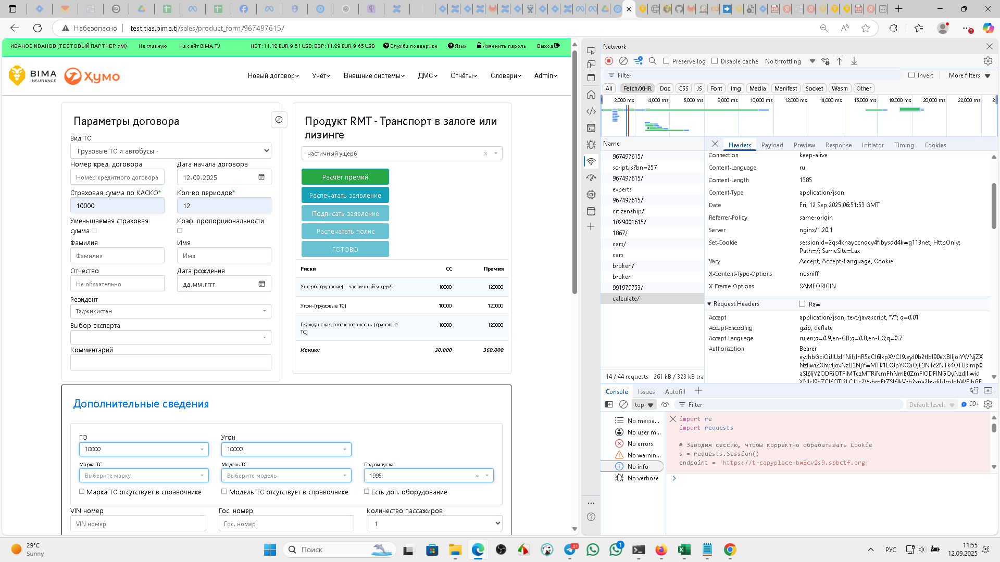 Небезопасно
test.tias.bima.tj/sales/product_form/967497615/
ИВАНОВ ИВАНОВ (ТЕСТОВЫЙ ПАРТНЕР УМ)
На главную
На сайт BIMA.TJ
НБТ: 11.12 EUR, 9.51 USD; ВЗР: 11.29 EUR, 9.65 USD
Служба поддержки
Язык
Изменить пароль
Выход
BIMA
INSURANCE
Хумо
Новый договор
Учёт
Внешние системы
ДМС
Отчёты
Словари
Admin
Параметры договора
Вид ТС
Грузовые ТС и автобусы -
Номер кред. договора
Дата начала договора
Номер кредитного договора
12.09.2025
Страховая сумма по КАСКО*
Кол-во периодов*
10000
12
Уменьшаемая страховая
сумма
Коэф. пропорциональности
Фамилия
Имя
Фамилия
Имя
Отчество
Дата рождения
Не обязательно
дд.мм.гггг
Резидент
Таджикистан
Выбор эксперта
Комментарий
Продукт RMT - Транспорт в залоге или
лизинге
частичный ущерб
Расчёт премий
Распечатать заявление
Подписать заявление
Распечатать полис
ГОТОВО
Риски СС Премия
Ущерб (грузовые) - частичный ущерб 10000 120000
Угон-(грузовые ТС) 10000 120000
Гражданская ответственность-(грузовые
ТС) 10000 120000
Итого: 30,000 360,000
Дополнительные сведения
ГО
Угон
10000
10000
Марка ТС
Модель ТС
Год выпуска
Выберите марку
Выберите модель
1995
Марка ТС отсутствует в справочнике
Модель ТС отсутствует в справочнике
Есть доп. оборудование
VIN номер
Гос. номер
Количество пассажиров
VIN номер
Гос. номер
1
Network
Preserve log
Disable cache
No throttling
Filter
Invert
More filters
All
Fetch/XHR
Doc
CSS
JS
Font
Img
Media
Manifest
Socket
Wasm
Other
2,000 ms
4,000 ms
6,000 ms
8,000 ms
10,000 ms
12,000 ms
14,000 ms
16,000 ms
18,000 ms
20,000 ms
22,000 ms
Name
967497615/
script.js?bn=257
967497615/
experts
967497615/
citizenship/
1029001615/
1867/
cars/
cars
broken/
broken
991979753/
calculate/
14 / 44 requests
261 kB / 323 kB tra
Headers
Payload
Preview
Response
Initiator
Timing
Cookies
Connection keep-alive
Content-Language ru
Content-Length 1385
Content-Type application/json
Date Fri, 12 Sep 2025 06:51:53 GMT
Referrer-Policy same-origin
Server nginx/1.20.1
Set-Cookie sessionid=2qs4knayccnqcy4fibysdd4kwg113net; HttpOnly;
Path=/; SameSite=Lax
Vary Accept, Accept-Language, Cookie
X-Content-Type-Options nosniff
X-Frame-Options SAMEORIGIN
Request Headers
Raw
Accept application/json, text/javascript, */*; q=0.01
Accept-Encoding gzip, deflate
Accept-Language ru,en;q=0.9,en-GB;q=0.8,en-US;q=0.7
Authorization Bearer
Console
Issues
Autofill
top
Filter
Default levels
99+
No messa...
No user m...
No errors
No warnin...
No info
No verbose
import re
import requests
# Заводим сессию, чтобы корректно обрабатывать Cookie
s = requests.Session()
endpoint = 'https://t-capyplace-bw3cv2s9.spbctf.org'
29°C
Sunny
Поиск
РУС
11:55
12.09.2025